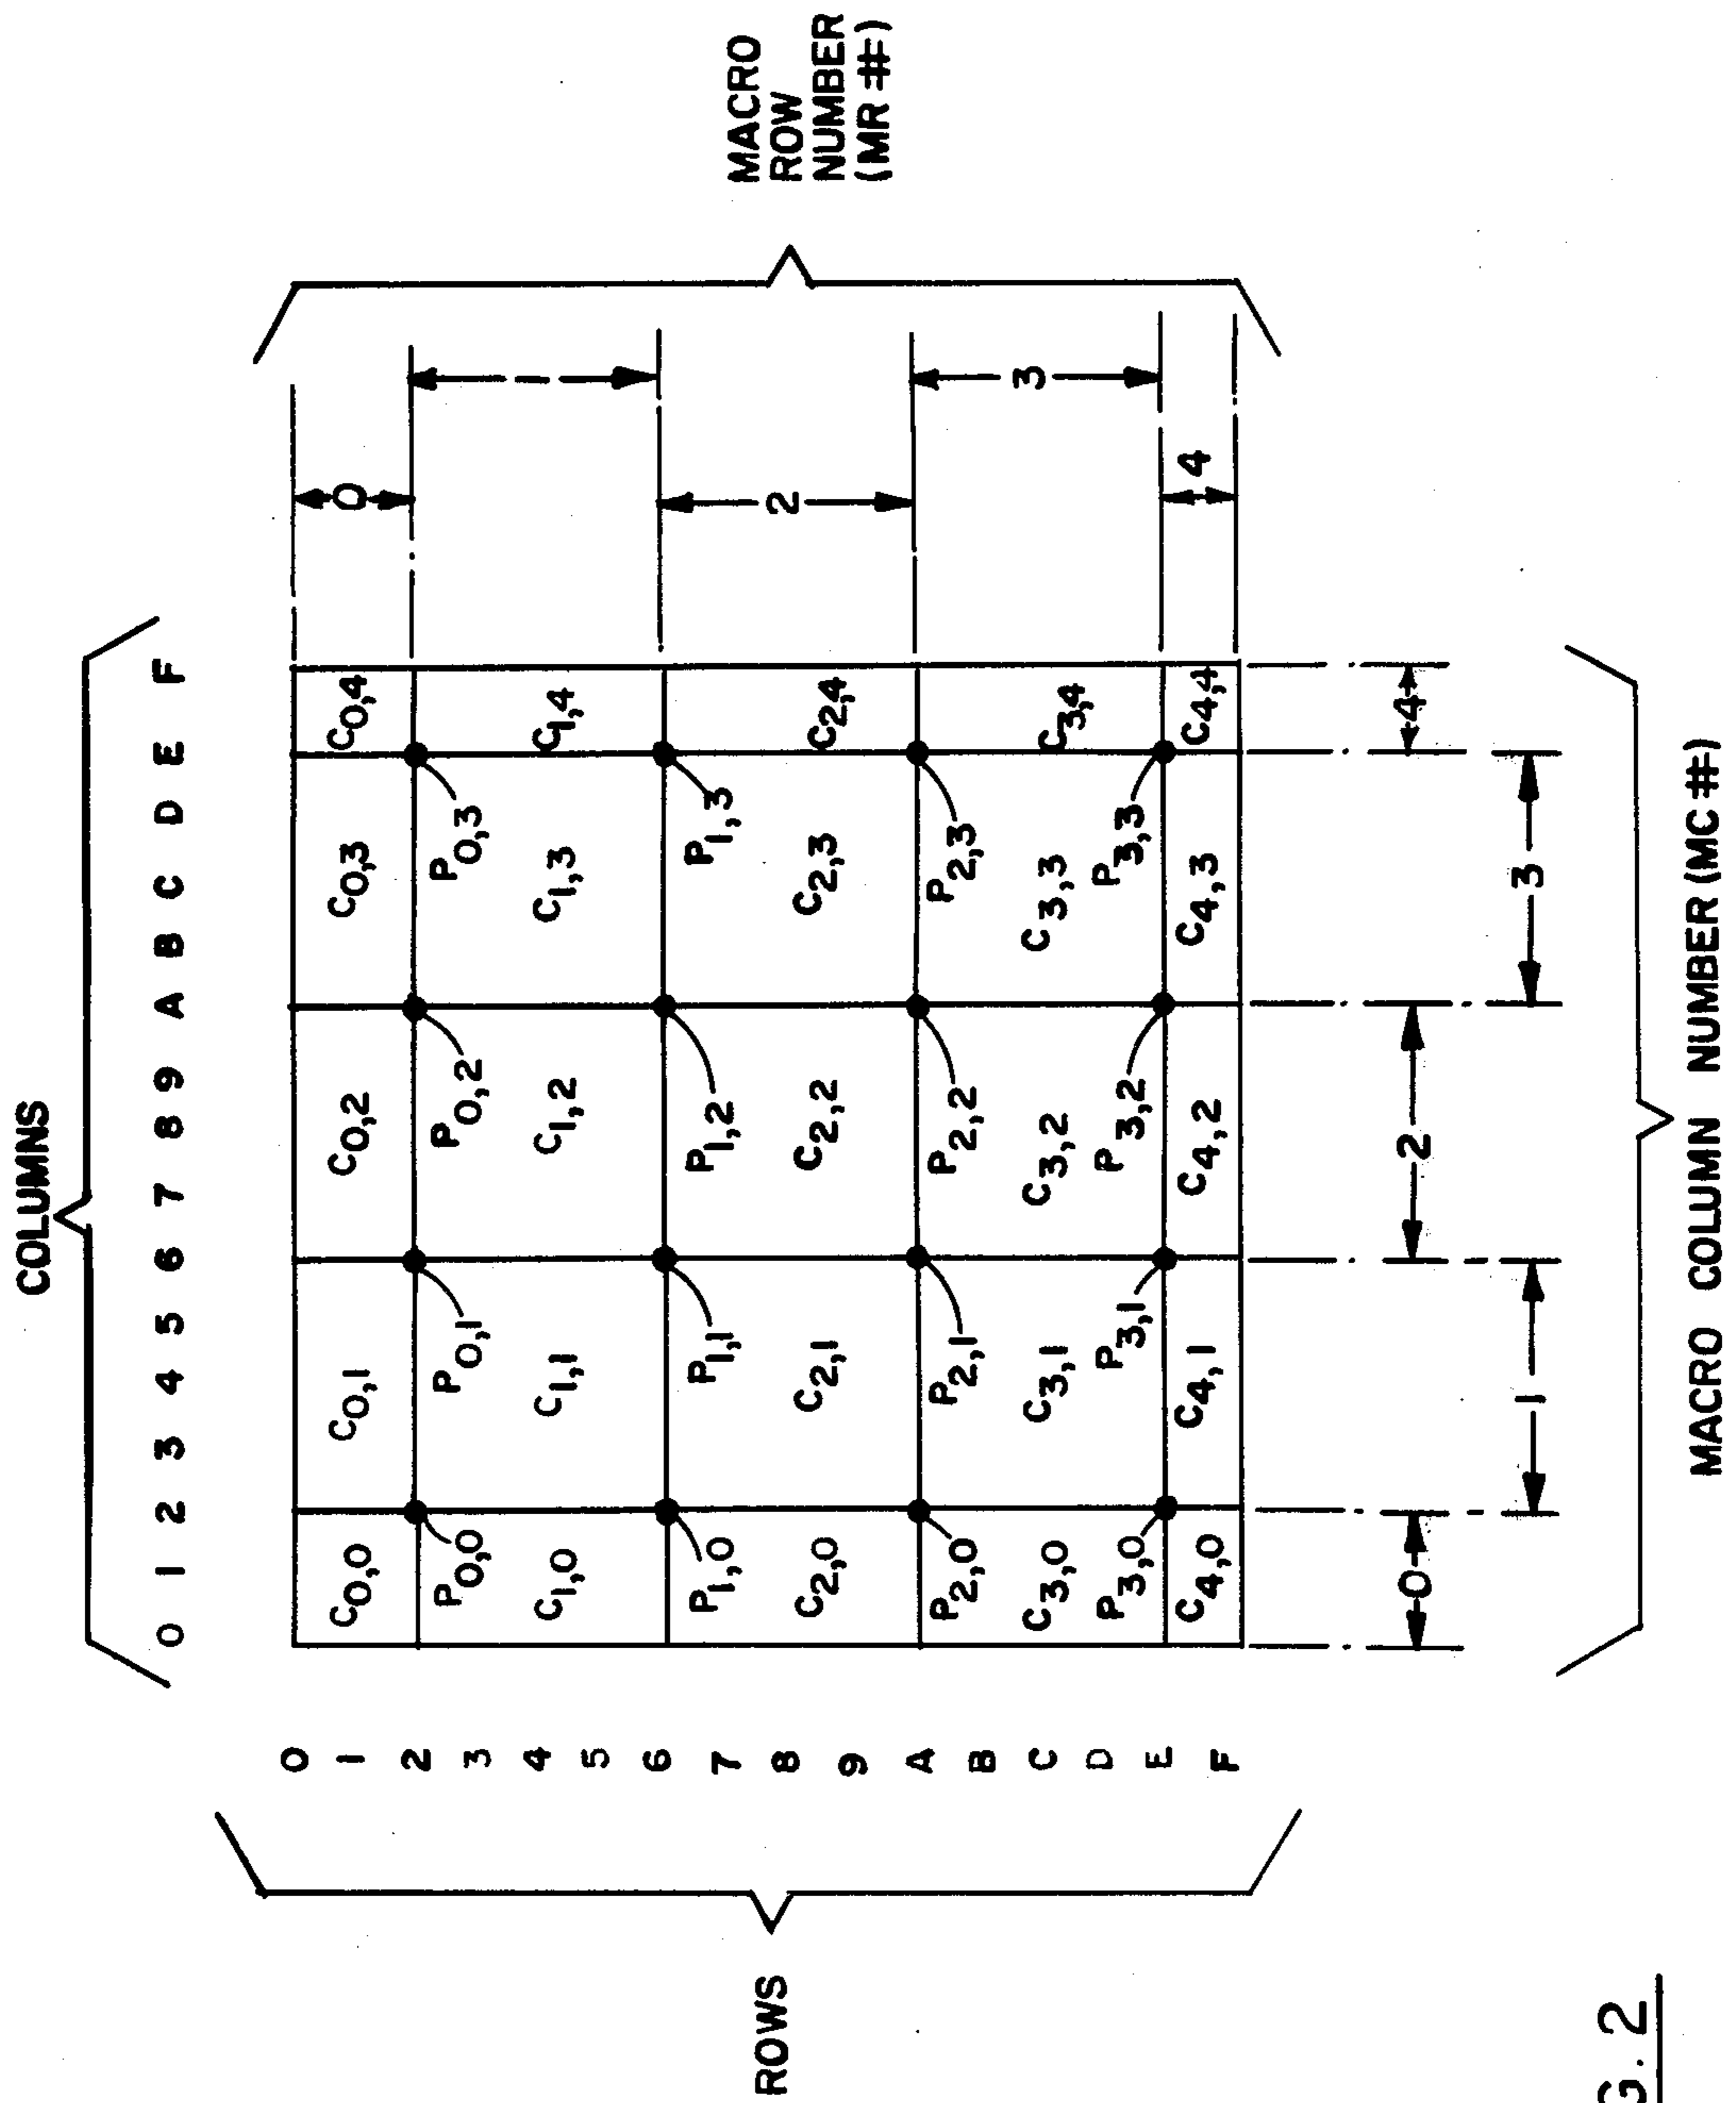 COLUMNS
0 1 2 3 4 5 6 7 8 9 A B C D E F
0
1 C0,0 C0,1 C0,2 C0,3 C0,4 0
2
3 P0,0 P0,1 P0,2 P0,3
4 C1,0 C1,1 C1,2 C1,3 C1,4 1
5
6
7 P1,0 P1,1 P1,2 P1,3
8 2
9 C2,0 C2,1 C2,2 C2,3 C2,4
A
B P2,0 P2,1 P2,2 P2,3
C C3,0 C3,1 C3,2 C3,3 C3,4 3
D P3,0 P3,1 P3,2 P3,3
E
F C4,0 C4,1 C4,2 C4,3 C4,4 4
ROWS
MACRO
ROW
NUMBER
(MR #)
0 2 4
1 3
MACRO COLUMN NUMBER (MC #)
G. 2